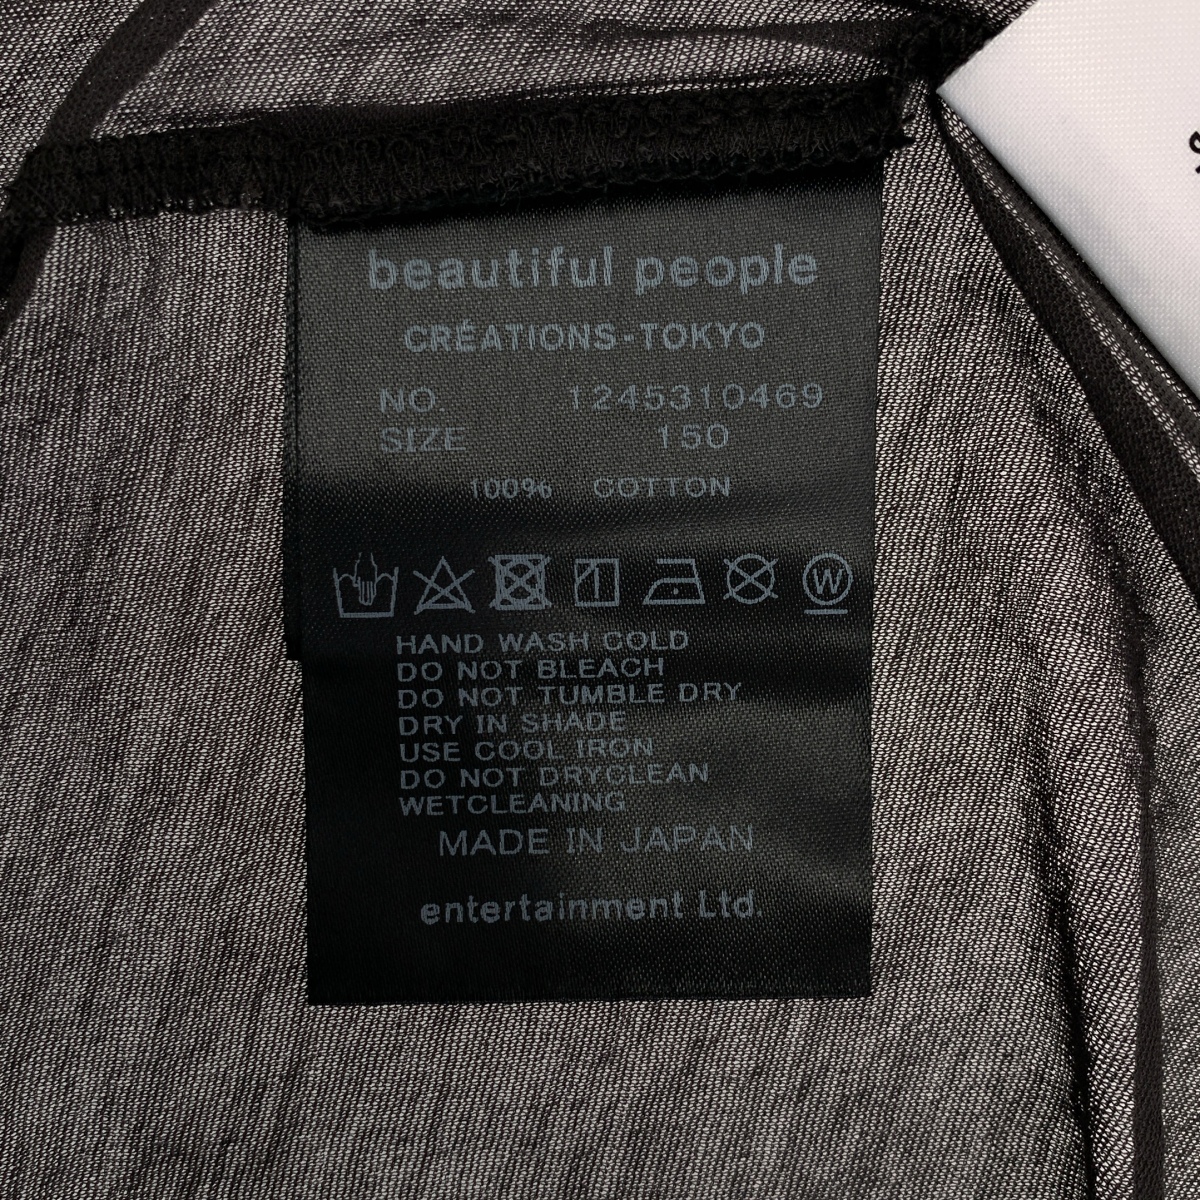 beautiful people
CRÉATIONS-TOKYO
NO. 1245310469
SIZE 150
100% COTTON
W
HAND WASH COLD
DO NOT BLEACH
DO NOT TUMBLE DRY
DRY IN SHADE
USE COOL IRON
DO NOT DRYCLEAN
WETCLEANING
MADE IN JAPAN
entertainment Ltd.